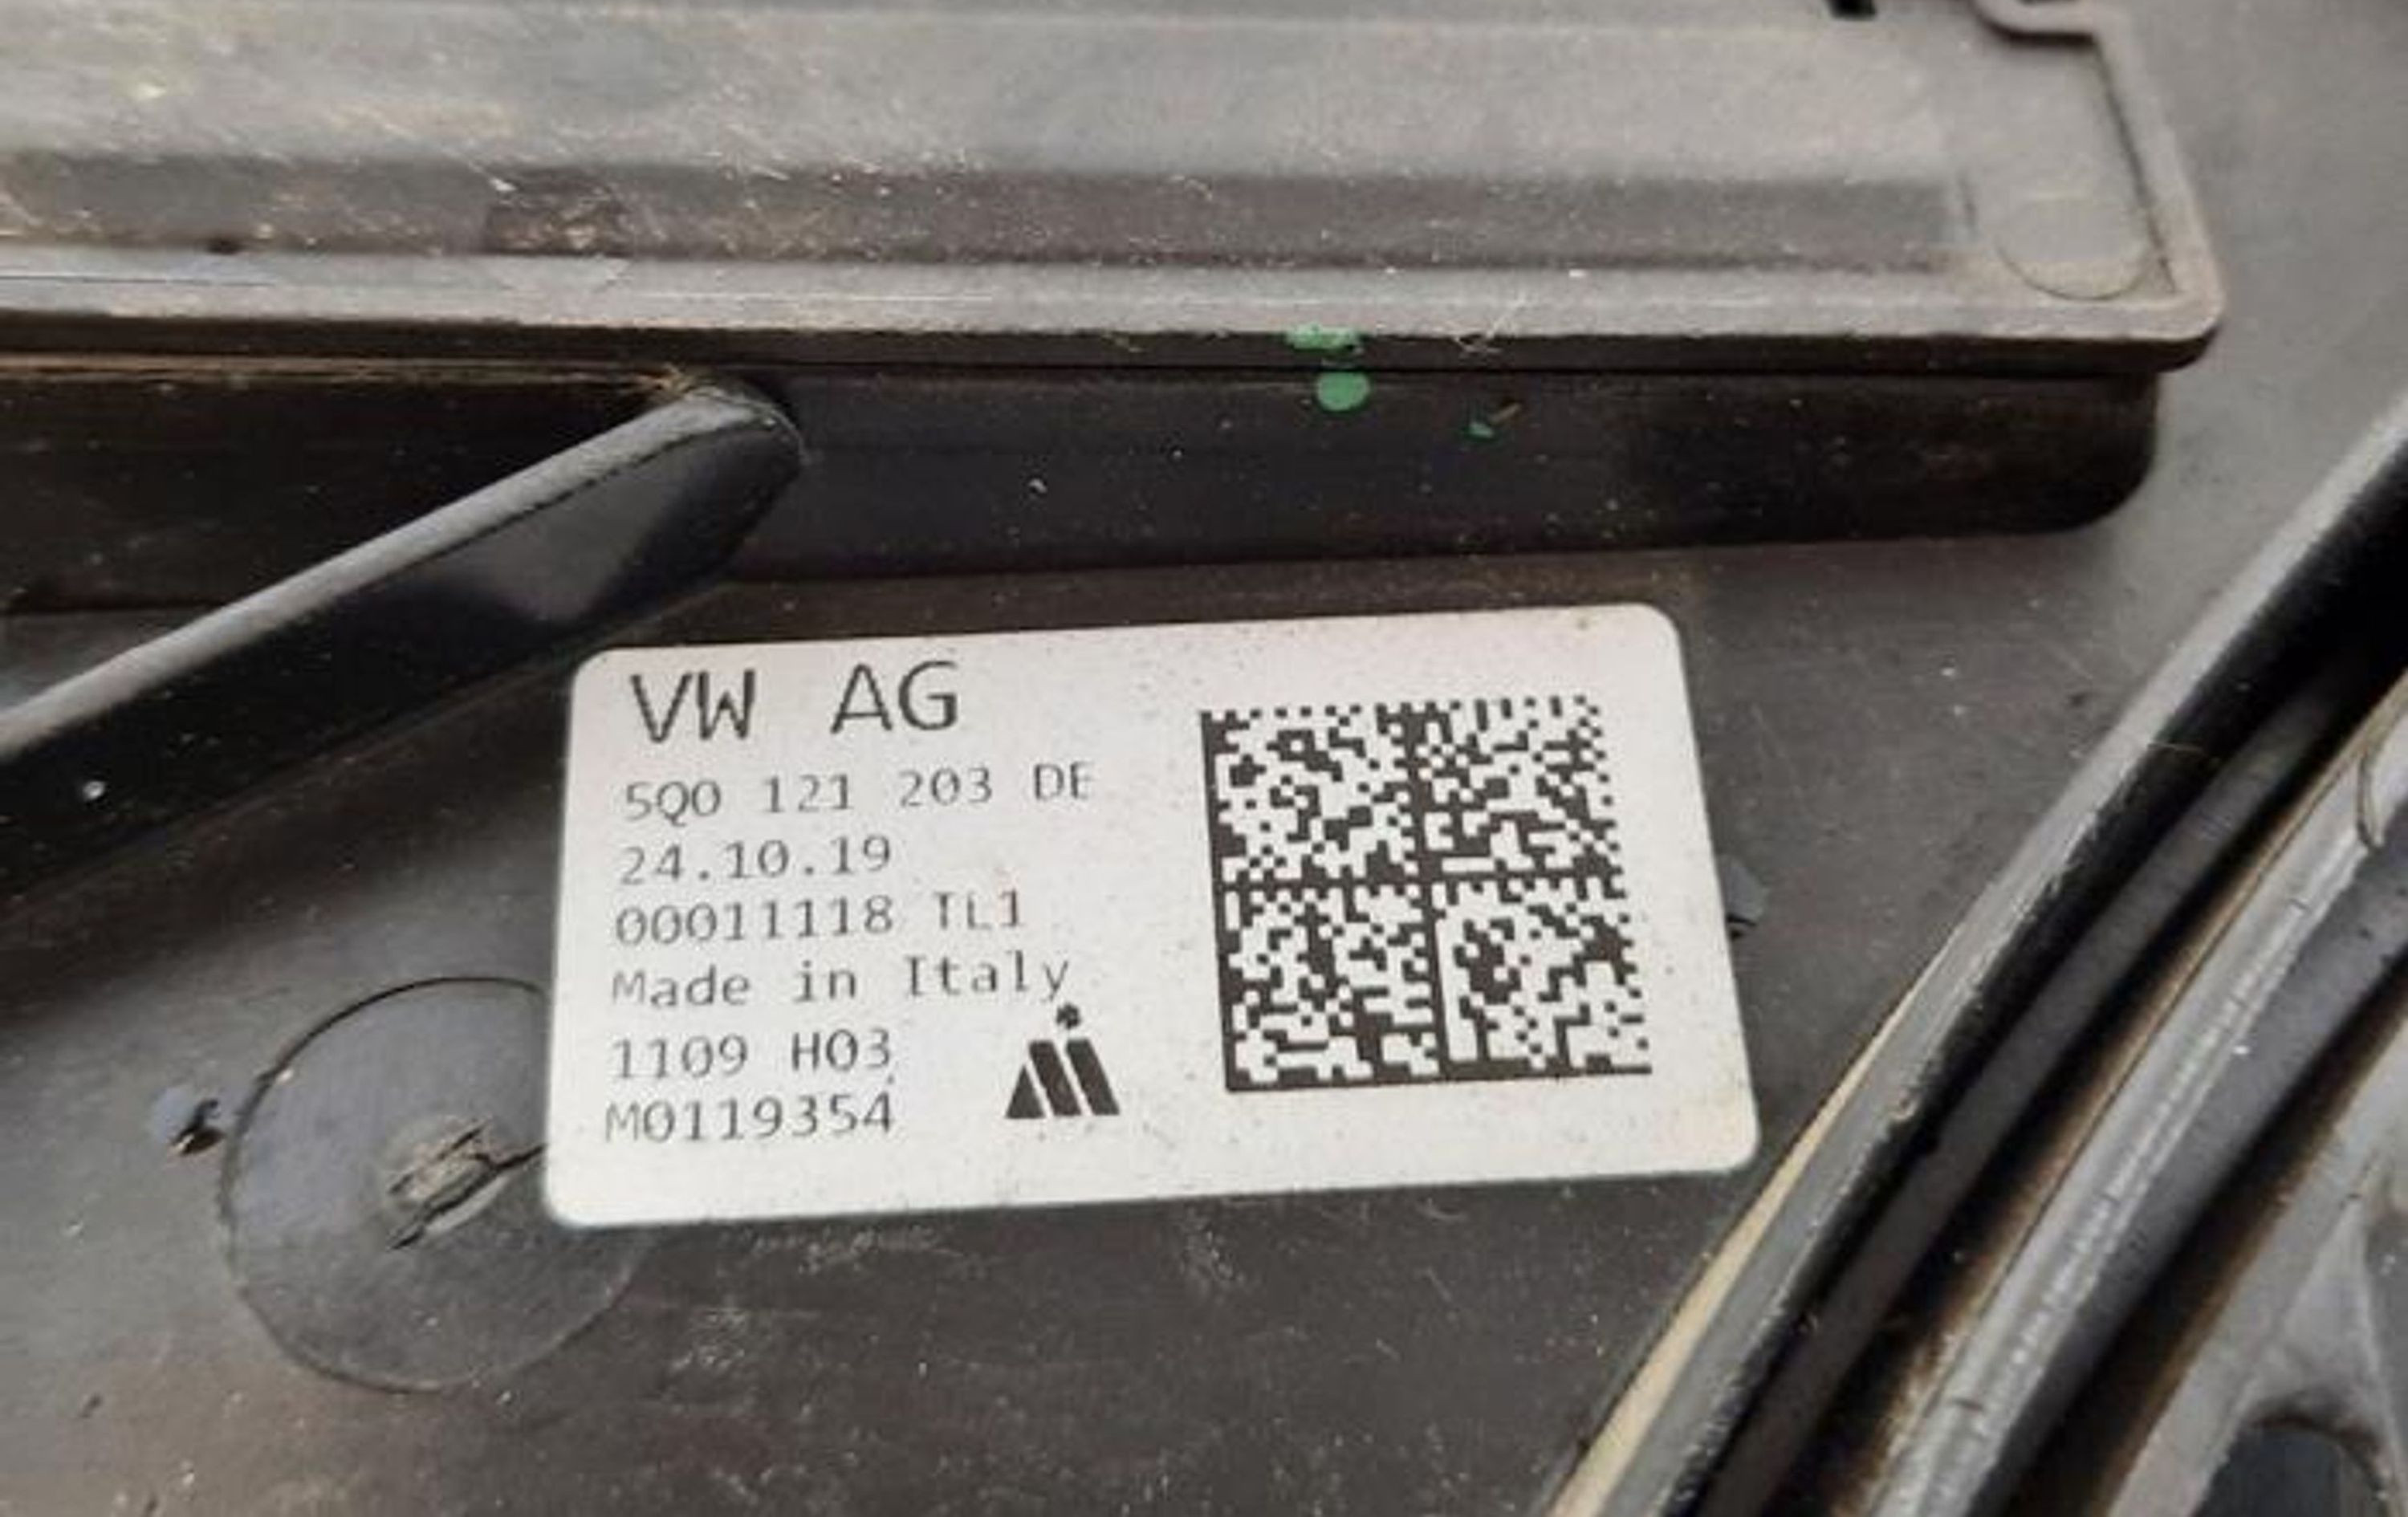 VW AG
5Q0 121 203 DE
24.10.19
00011118 TL1
Made in Italy
1109 H03
M0119354